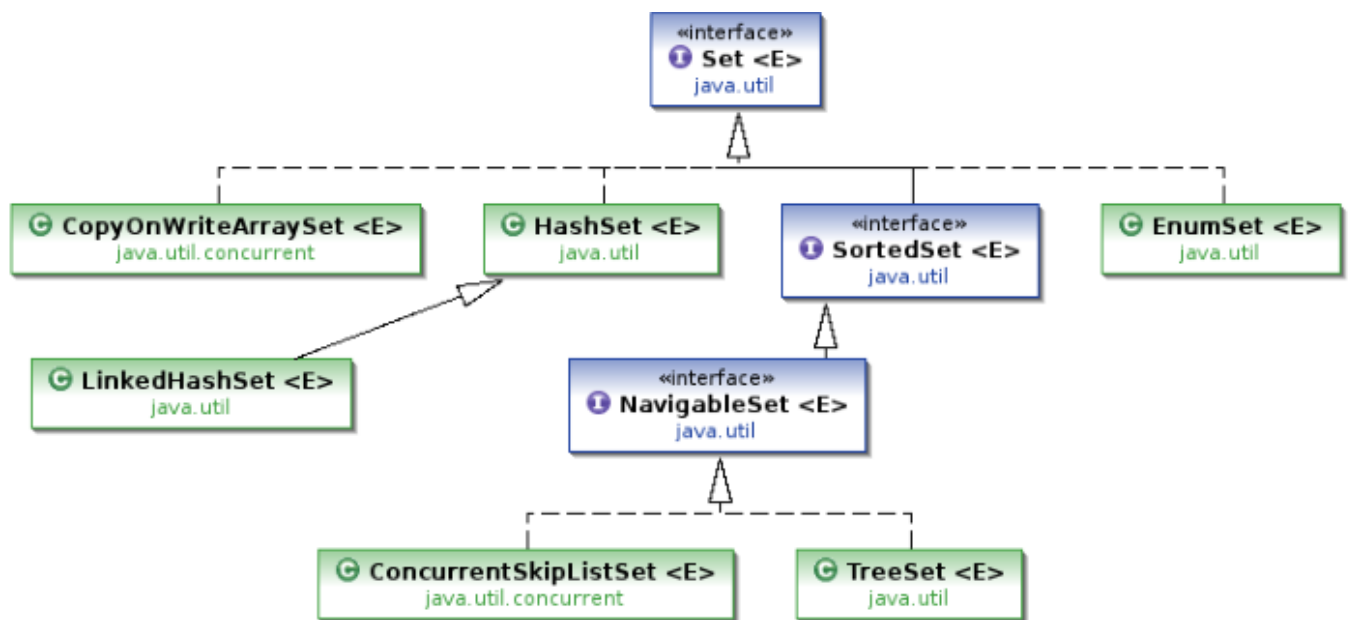 «interface»
I Set <E>
java.util
C CopyOnWriteArraySet <E>
java.util.concurrent
C HashSet <E>
java.util
«interface»
I SortedSet <E>
java.util
C EnumSet <E>
java.util
C LinkedHashSet <E>
java.util
«interface»
I NavigableSet <E>
java.util
C ConcurrentSkipListSet <E>
java.util.concurrent
C TreeSet <E>
java.util